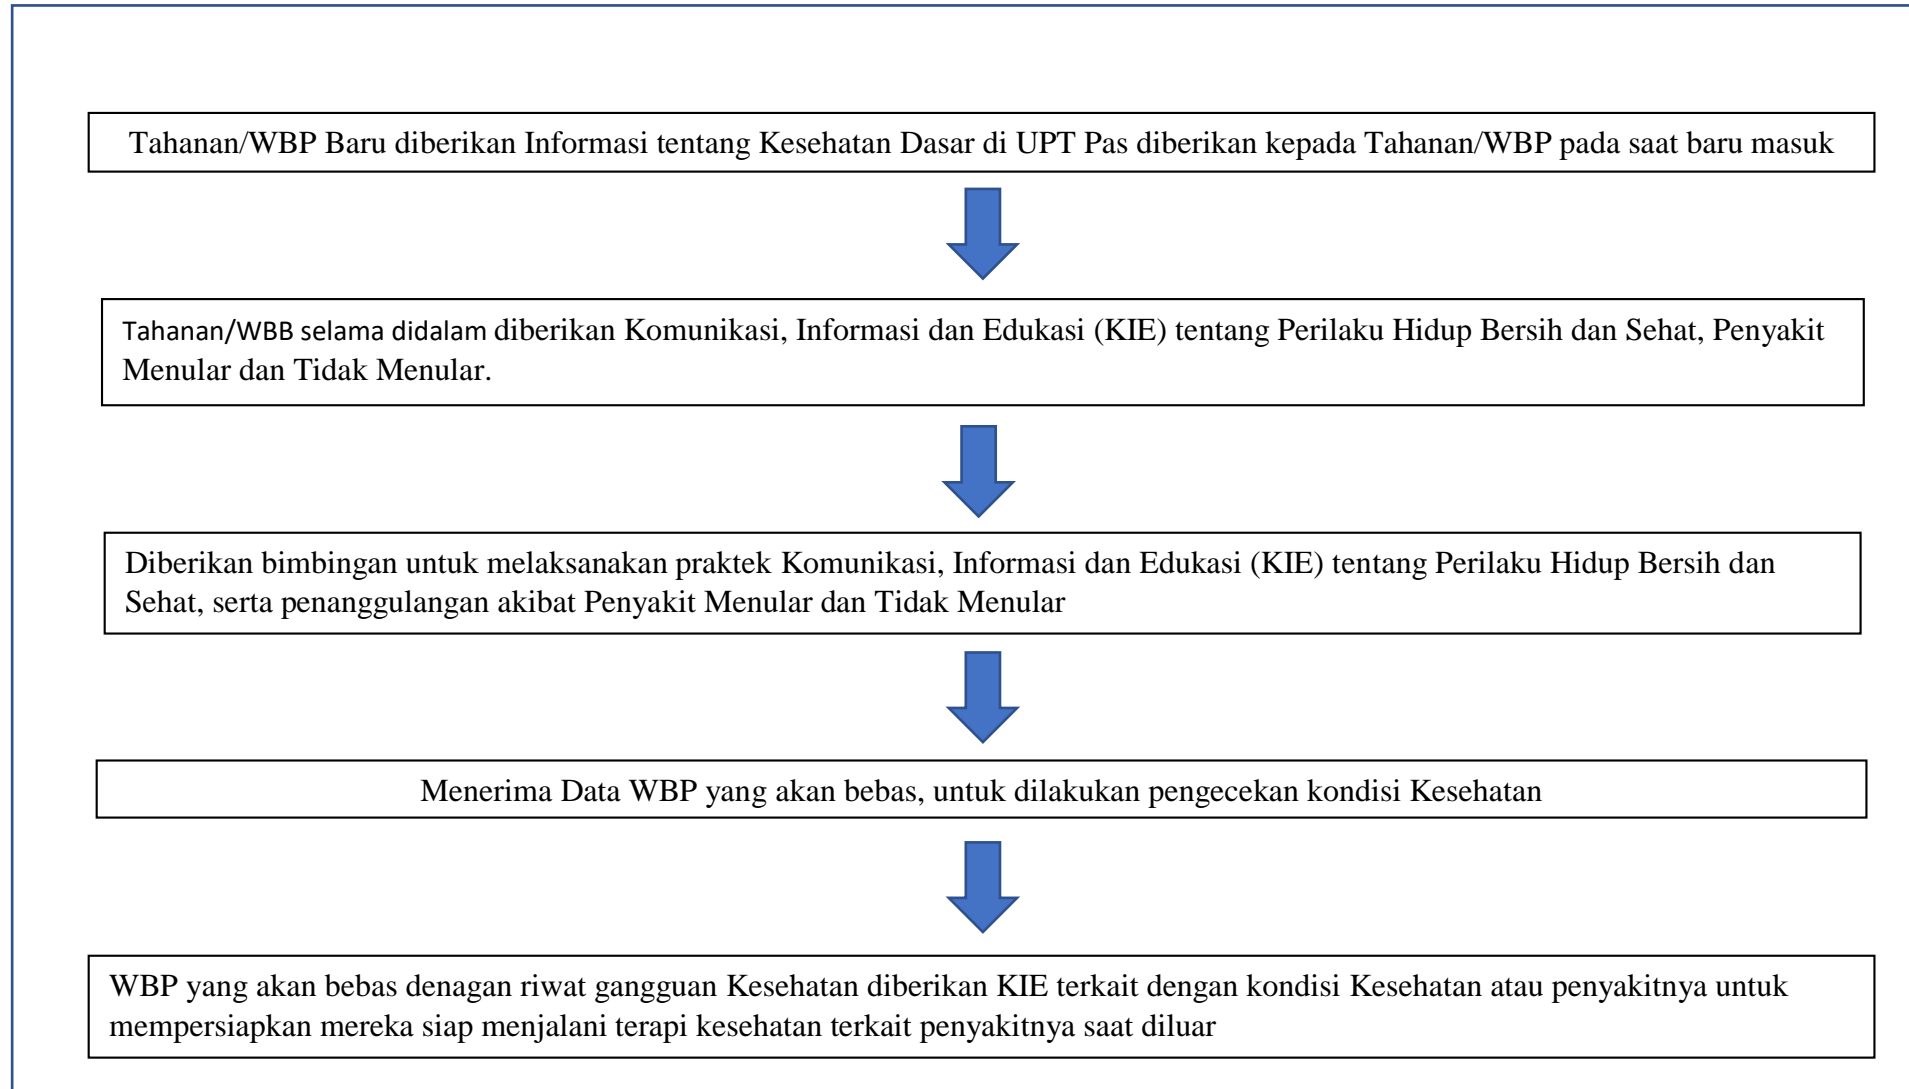 Tahanan/WBP Baru diberikan Informasi tentang Kesehatan Dasar di UPT Pas diberikan kepada Tahanan/WBP pada saat baru masuk
Tahanan/WBB selama didalam diberikan Komunikasi, Informasi dan Edukasi (KIE) tentang Perilaku Hidup Bersih dan Sehat, Penyakit
Menular dan Tidak Menular.
Diberikan bimbingan untuk melaksanakan praktek Komunikasi, Informasi dan Edukasi (KIE) tentang Perilaku Hidup Bersih dan
Sehat, serta penanggulangan akibat Penyakit Menular dan Tidak Menular
Menerima Data WBP yang akan bebas, untuk dilakukan pengecekan kondisi Kesehatan
WBP yang akan bebas denagan riwat gangguan Kesehatan diberikan KIE terkait dengan kondisi Kesehatan atau penyakitnya untuk
mempersiapkan mereka siap menjalani terapi kesehatan terkait penyakitnya saat diluar